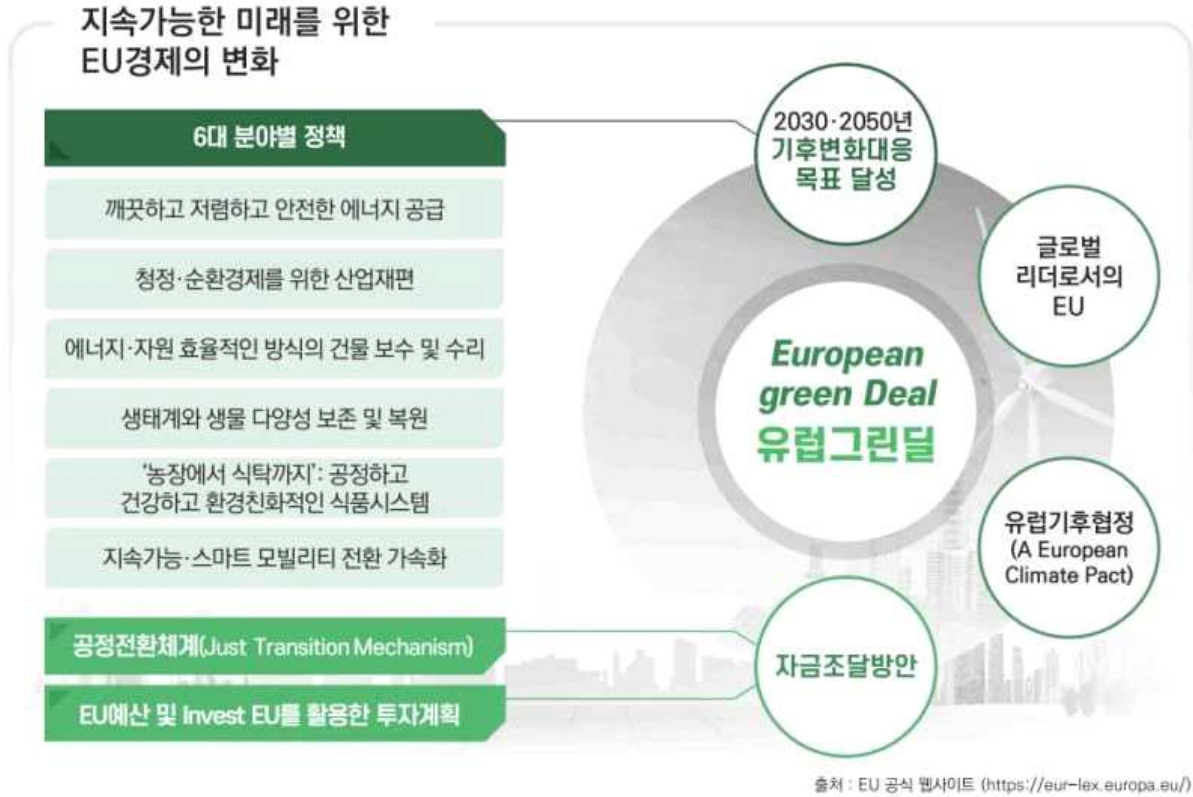 지속가능한 미래를 위한
EU경제의 변화
6대 분야별 정책
깨끗하고 저렴하고 안전한 에너지 공급
청정·순환경제를 위한 산업재편
에너지·자원 효율적인 방식의 건물 보수 및 수리
생태계와 생물 다양성 보존 및 복원
‘농장에서 식탁까지’: 공정하고
건강하고 환경친화적인 식품시스템
지속가능·스마트 모빌리티 전환 가속화
공정전환체계(Just Transition Mechanism)
EU예산 및 Invest EU를 활용한 투자계획
2030·2050년
기후변화대응
목표 달성
글로벌
리더로서의
EU
European
green Deal
유럽그린딜
유럽기후협정
(A European
Climate Pact)
자금조달방안
출처 : EU 공식 웹사이트 (https://eur-lex.europa.eu/)